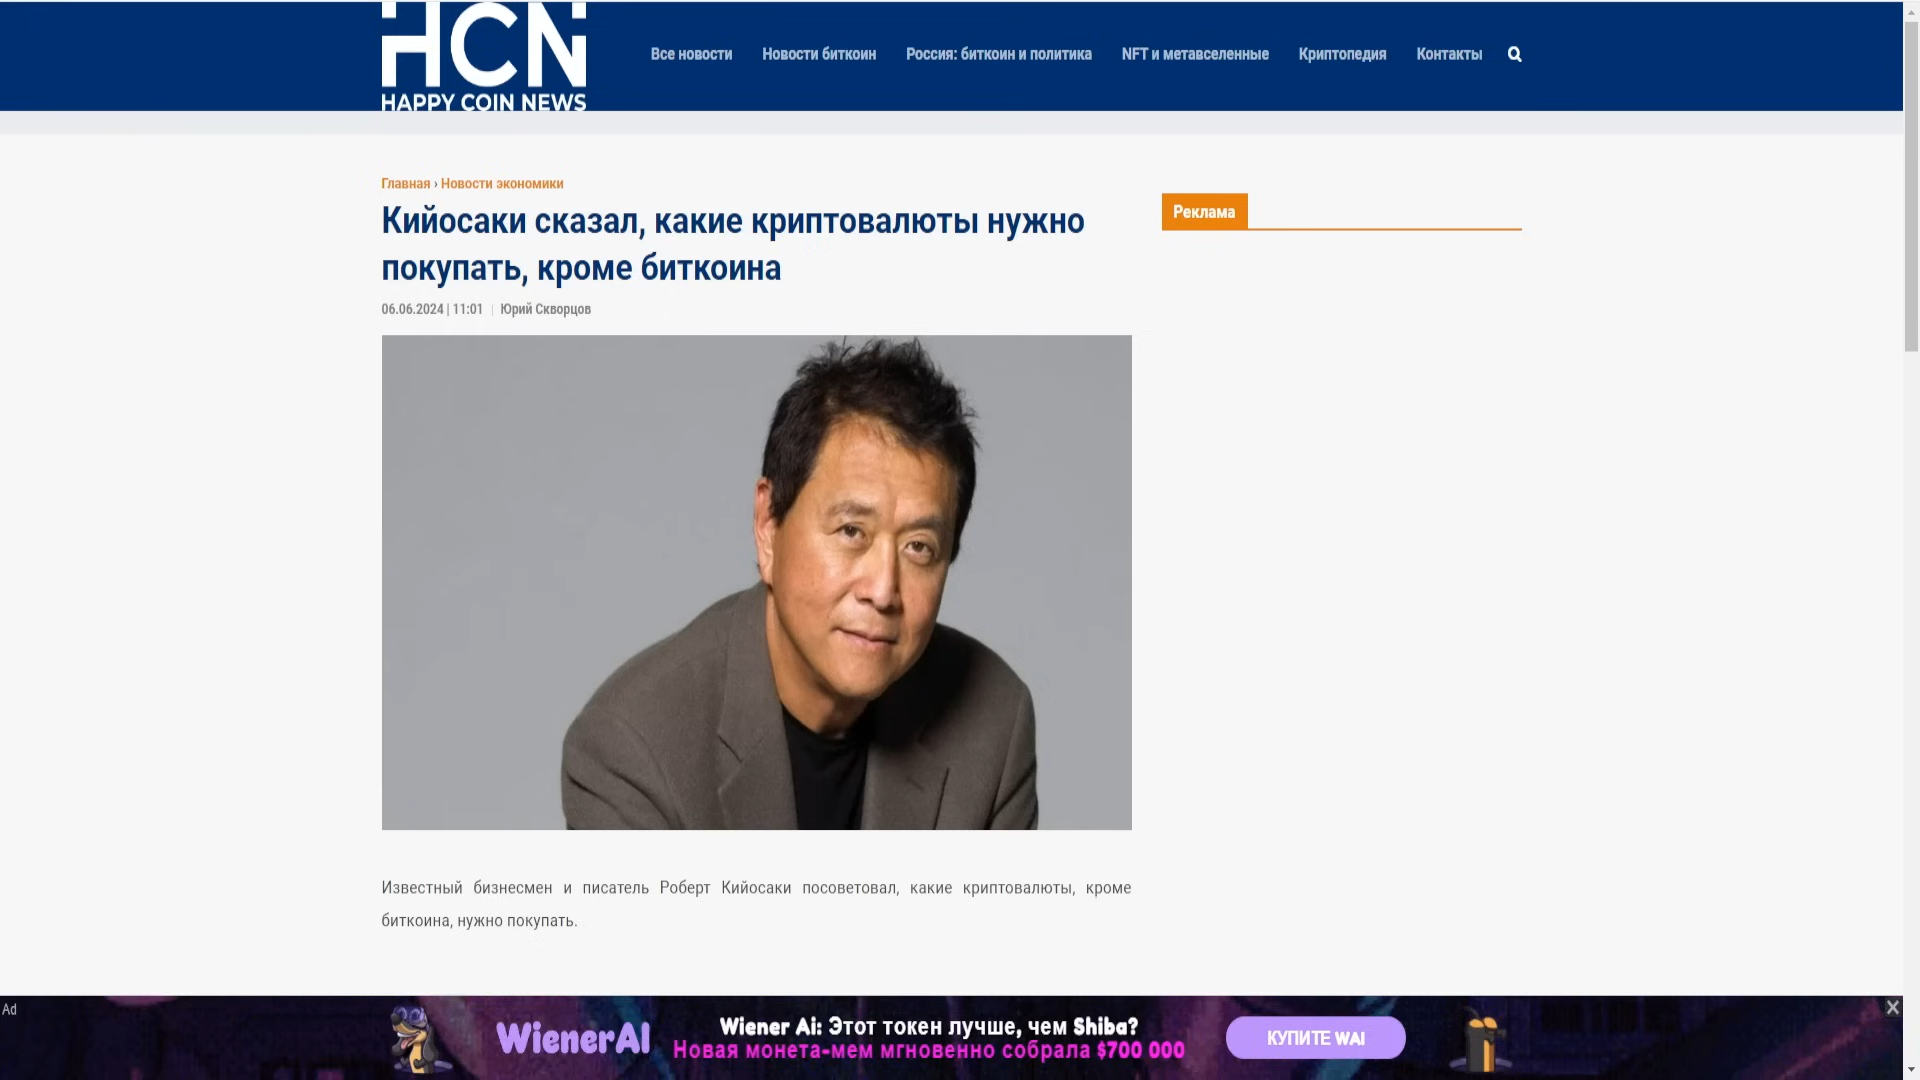 HCN
HAPPY COIN NEWS
Все новости
Новости биткоин
Россия: биткоин и политика
NFT и метавселенные
Криптопедия
Контакты
Главная › Новости экономики
Кийосаки сказал, какие криптовалюты нужно
покупать, кроме биткоина
06.06.2024 | 11:01 | Юрий Скворцов
Реклама
Известный бизнесмен и писатель Роберт Кийосаки посоветовал, какие криптовалюты, кроме
биткоина, нужно покупать.
Ad
WienerAI
Wiener Ai: Этот токен лучше, чем Shiba?
Новая монета-мем мгновенно собрала $700 000
КУПИТЕ WAI